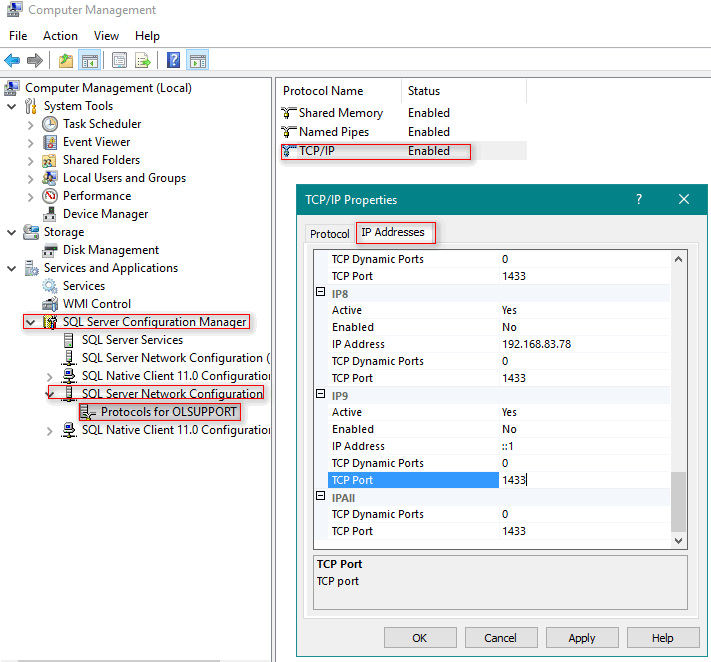 Computer Management
File Action View Help
Computer Management (Local)
System Tools
Task Scheduler
Event Viewer
Shared Folders
Local Users and Groups
Performance
Device Manager
Storage
Disk Management
Services and Applications
Services
WMI Control
SQL Server Configuration Manager
SQL Server Services
SQL Server Network Configuration (
SQL Native Client 11.0 Configuration
SQL Server Network Configuration
Protocols for OLSUPPORT
SQL Native Client 11.0 Configuration
Protocol Name Status
Shared Memory Enabled
Named Pipes Enabled
TCP/IP Enabled
TCP/IP Properties ?
Protocol IP Addresses
TCP Dynamic Ports 0
TCP Port 1433
IP8
Active Yes
Enabled No
IP Address 192.168.83.78
TCP Dynamic Ports 0
TCP Port 1433
IP9
Active Yes
Enabled No
IP Address ::1
TCP Dynamic Ports 0
TCP Port 1433
IPAll
TCP Dynamic Ports 0
TCP Port 1433
TCP Port
TCP port
OK Cancel Apply Help